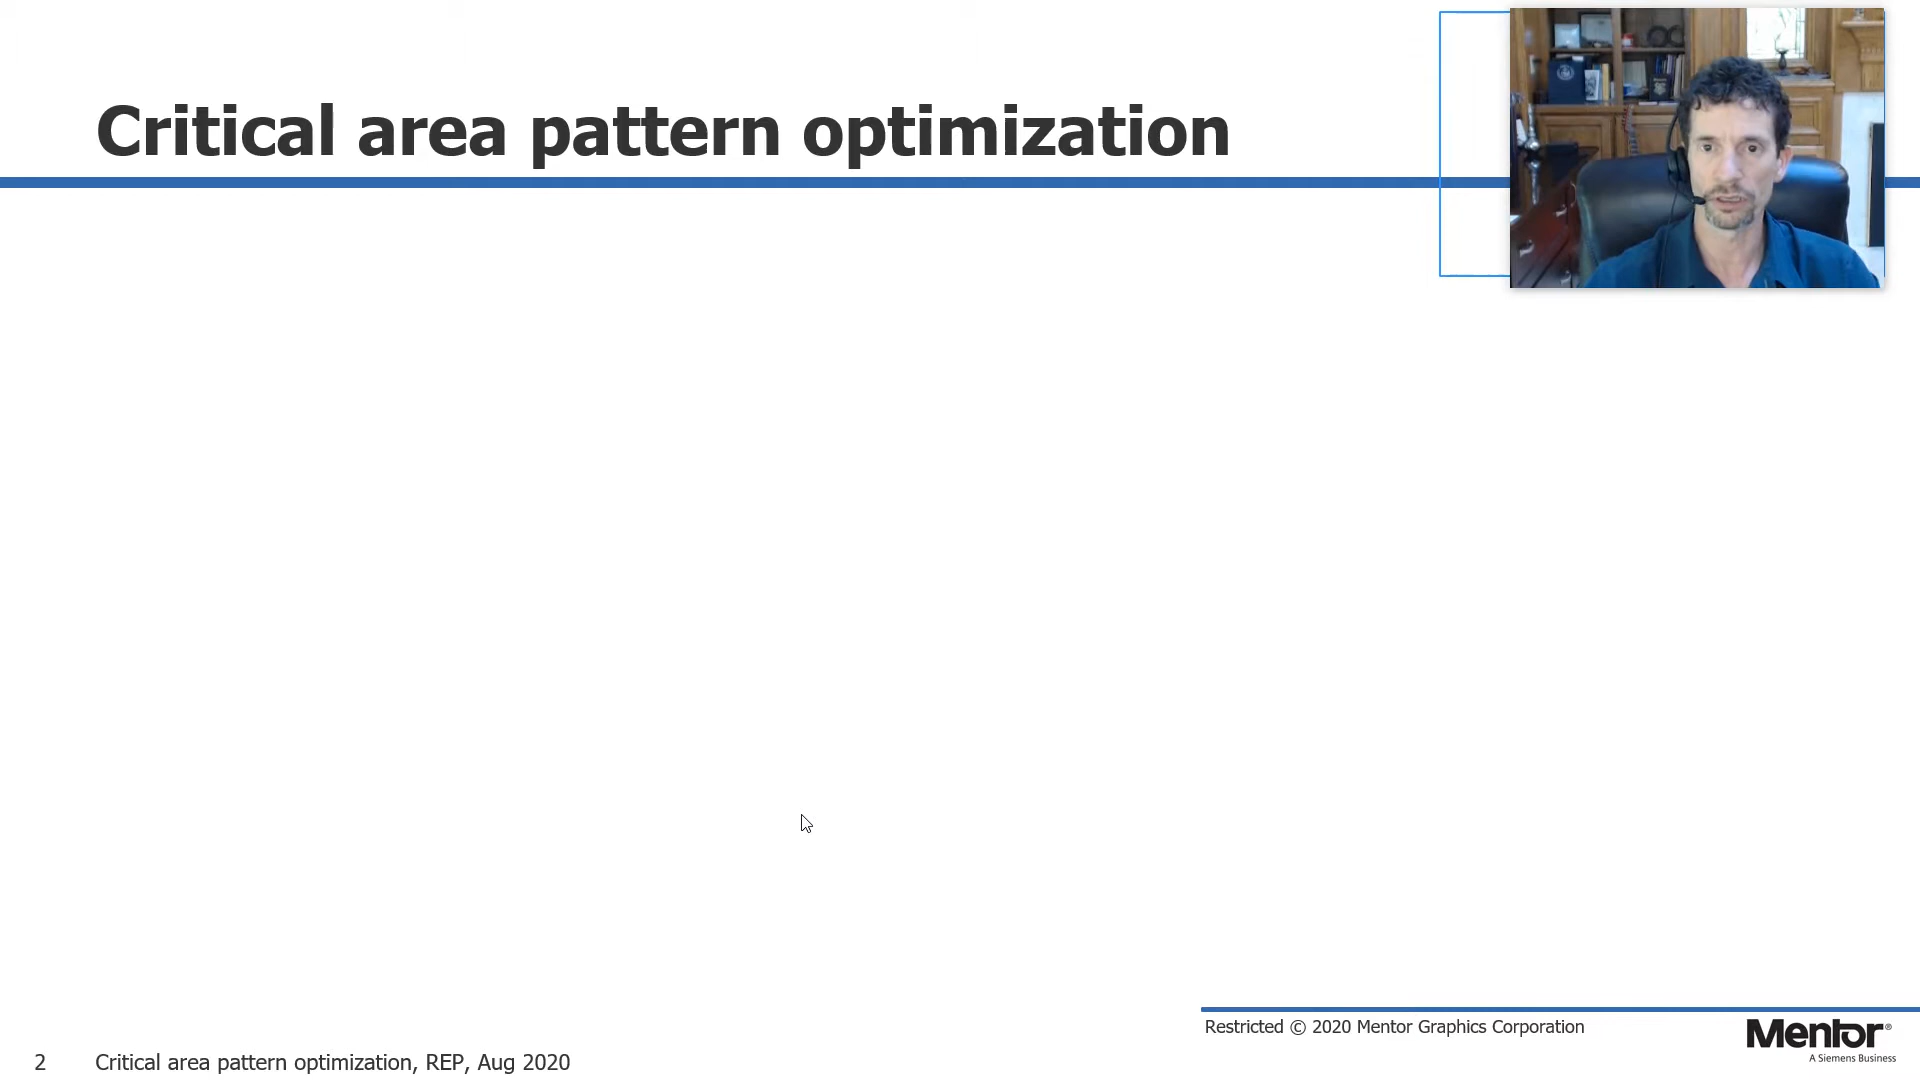 Critical area pattern optimization
Restricted © 2020 Mentor Graphics Corporation
Mentor®
A Siemens Business
2 Critical area pattern optimization, REP, Aug 2020